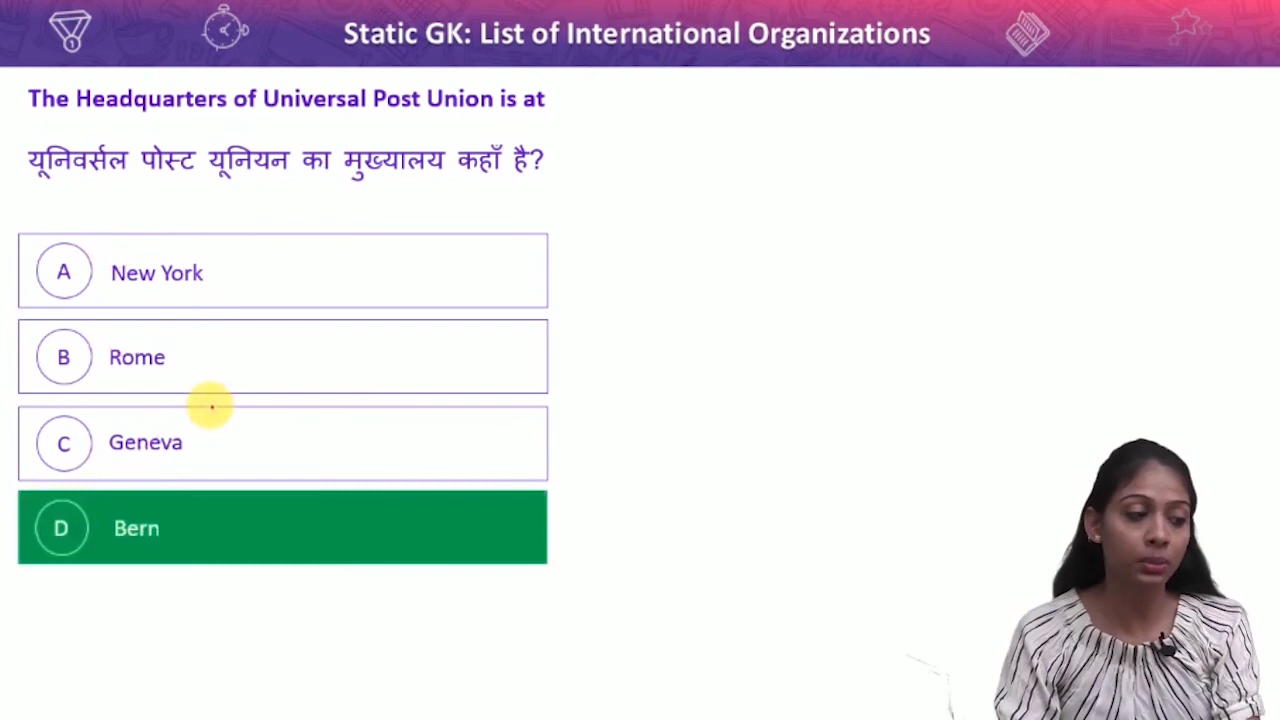 Static GK: List of International Organizations
The Headquarters of Universal Post Union is at
यूनिवर्सल पोस्ट यूनियन का मुख्यालय कहाँ है?
A New York
B Rome
C Geneva
D Bern